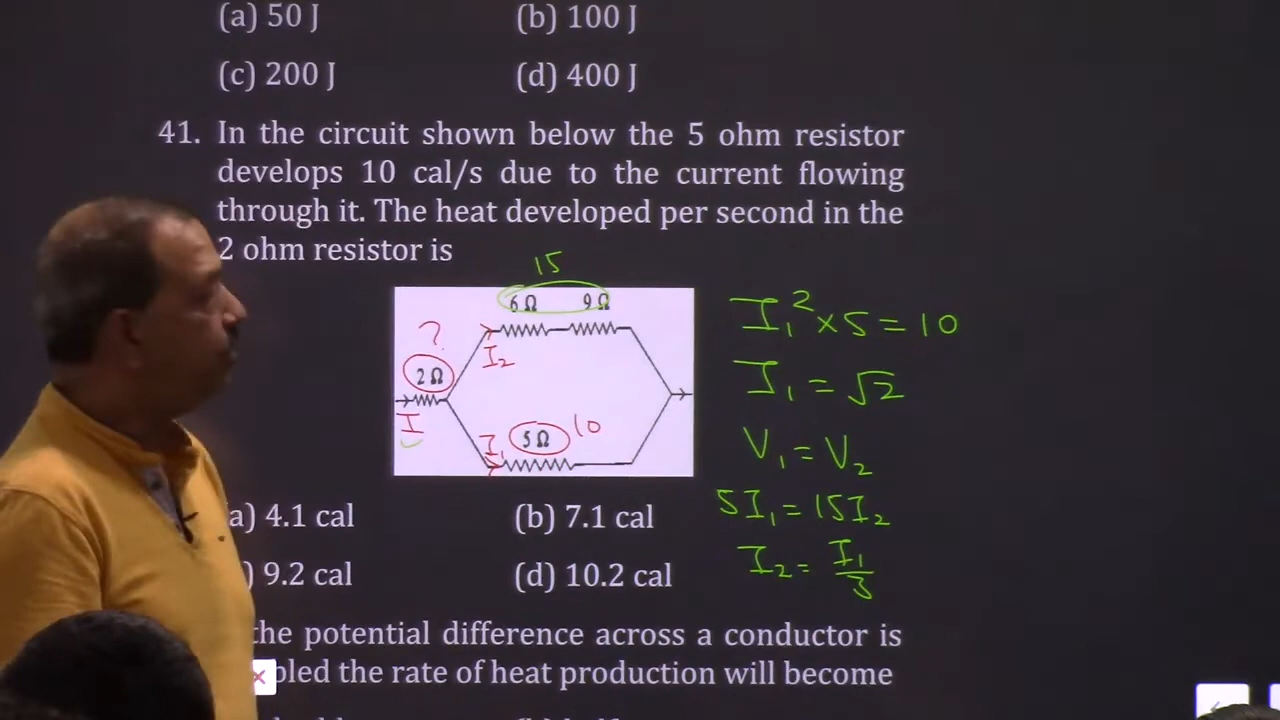 (a) 50 J (b) 100 J
(c) 200 J (d) 400 J
41. In the circuit shown below the 5 ohm resistor
develops 10 cal/s due to the current flowing
through it. The heat developed per second in the
2 ohm resistor is
15
6 Ω 9 Ω
?
I₂
2 Ω
I
I₁ 5 Ω 10
I₁² × 5 = 10
I₁ = √2
V₁ = V₂
5I₁ = 15I₂
I₂ = I₁/3
a) 4.1 cal (b) 7.1 cal
) 9.2 cal (d) 10.2 cal
the potential difference across a conductor is
bled the rate of heat production will become